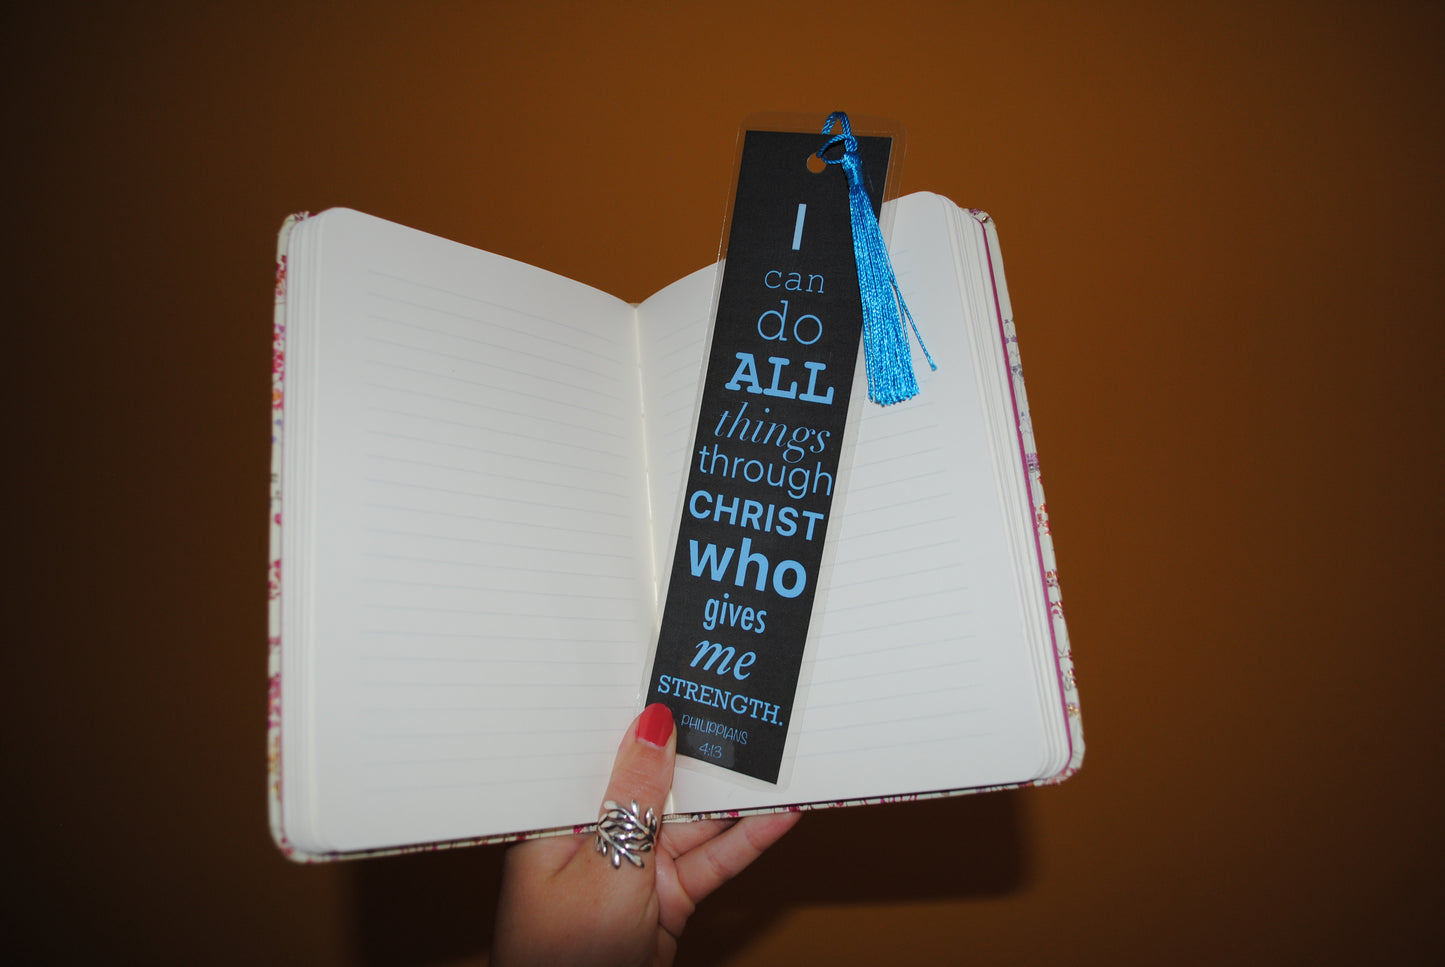 I
can
do
ALL
things
through
CHRIST
who
gives
me
STRENGTH.
PHILIPPIANS
4:13